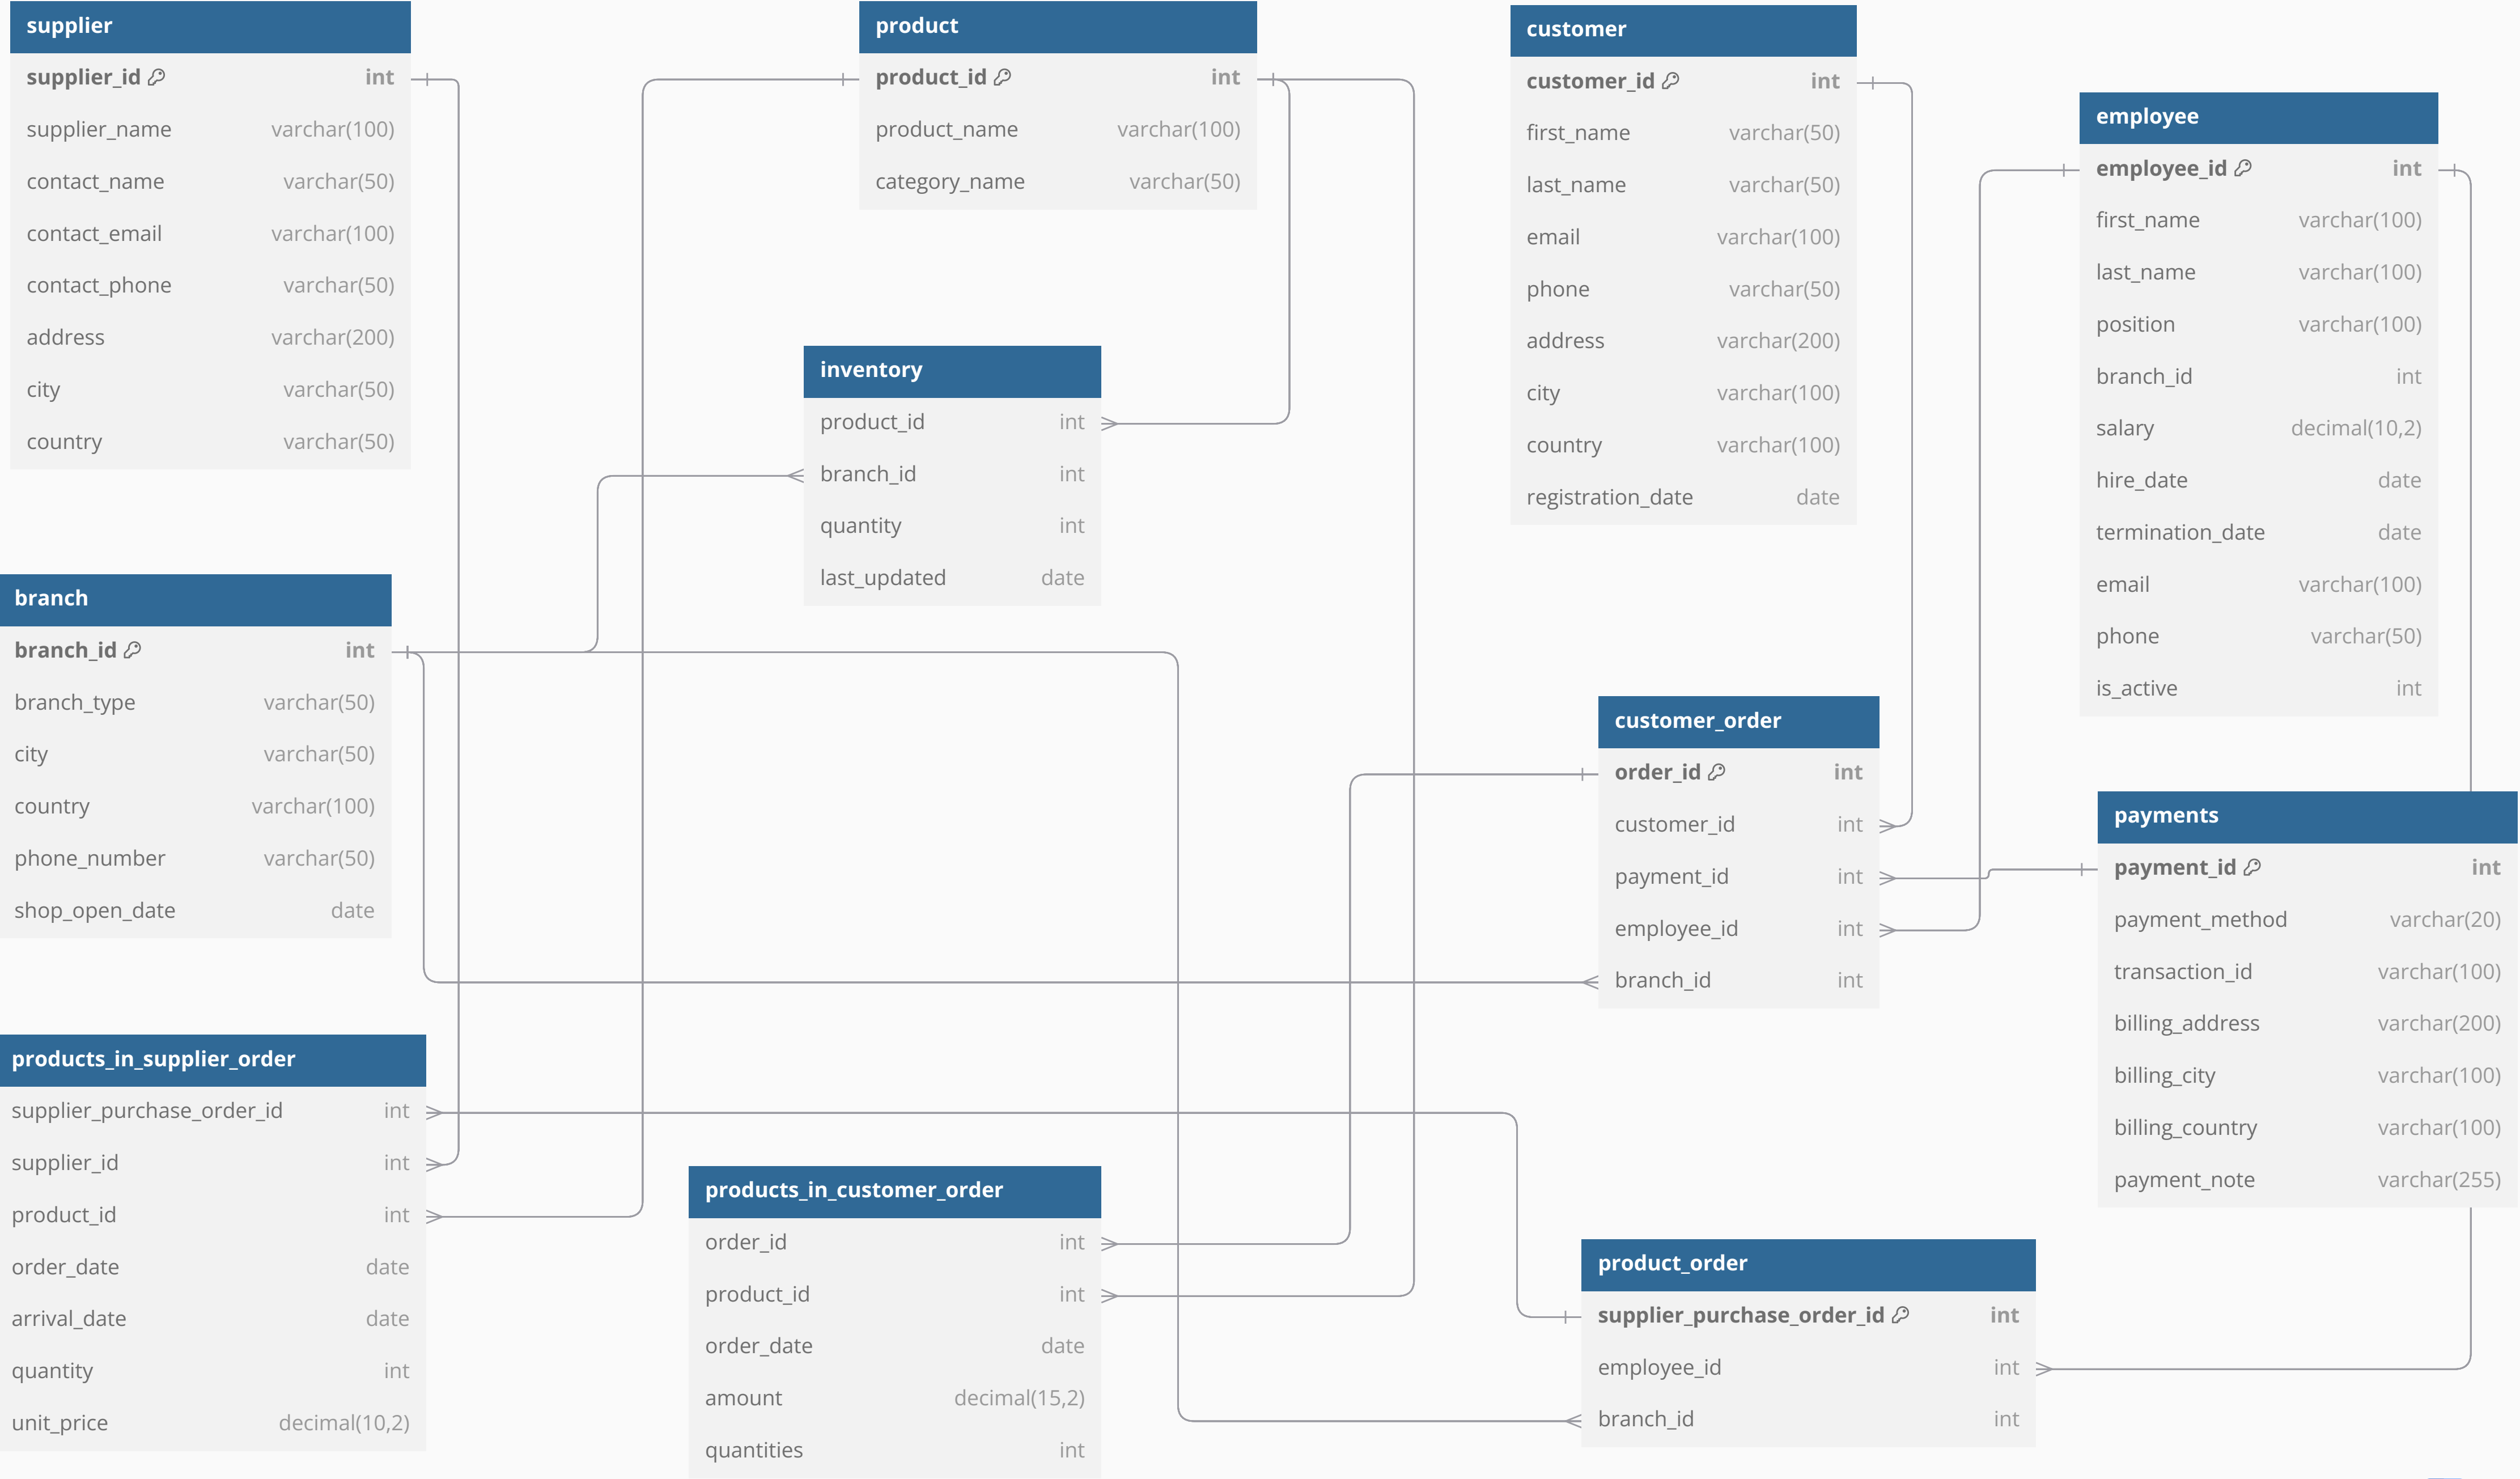 supplier
supplier_id int
supplier_name varchar(100)
contact_name varchar(50)
contact_email varchar(100)
contact_phone varchar(50)
address varchar(200)
city varchar(50)
country varchar(50)
product
product_id int
product_name varchar(100)
category_name varchar(50)
customer
customer_id int
first_name varchar(50)
last_name varchar(50)
email varchar(100)
phone varchar(50)
address varchar(200)
city varchar(100)
country varchar(100)
registration_date date
employee
employee_id int
first_name varchar(100)
last_name varchar(100)
position varchar(100)
branch_id int
salary decimal(10,2)
hire_date date
termination_date date
email varchar(100)
phone varchar(50)
is_active int
inventory
product_id int
branch_id int
quantity int
last_updated date
branch
branch_id int
branch_type varchar(50)
city varchar(50)
country varchar(100)
phone_number varchar(50)
shop_open_date date
customer_order
order_id int
customer_id int
payment_id int
employee_id int
branch_id int
payments
payment_id int
payment_method varchar(20)
transaction_id varchar(100)
billing_address varchar(200)
billing_city varchar(100)
billing_country varchar(100)
payment_note varchar(255)
products_in_supplier_order
supplier_purchase_order_id int
supplier_id int
product_id int
order_date date
arrival_date date
quantity int
unit_price decimal(10,2)
products_in_customer_order
order_id int
product_id int
order_date date
amount decimal(15,2)
quantities int
product_order
supplier_purchase_order_id int
employee_id int
branch_id int